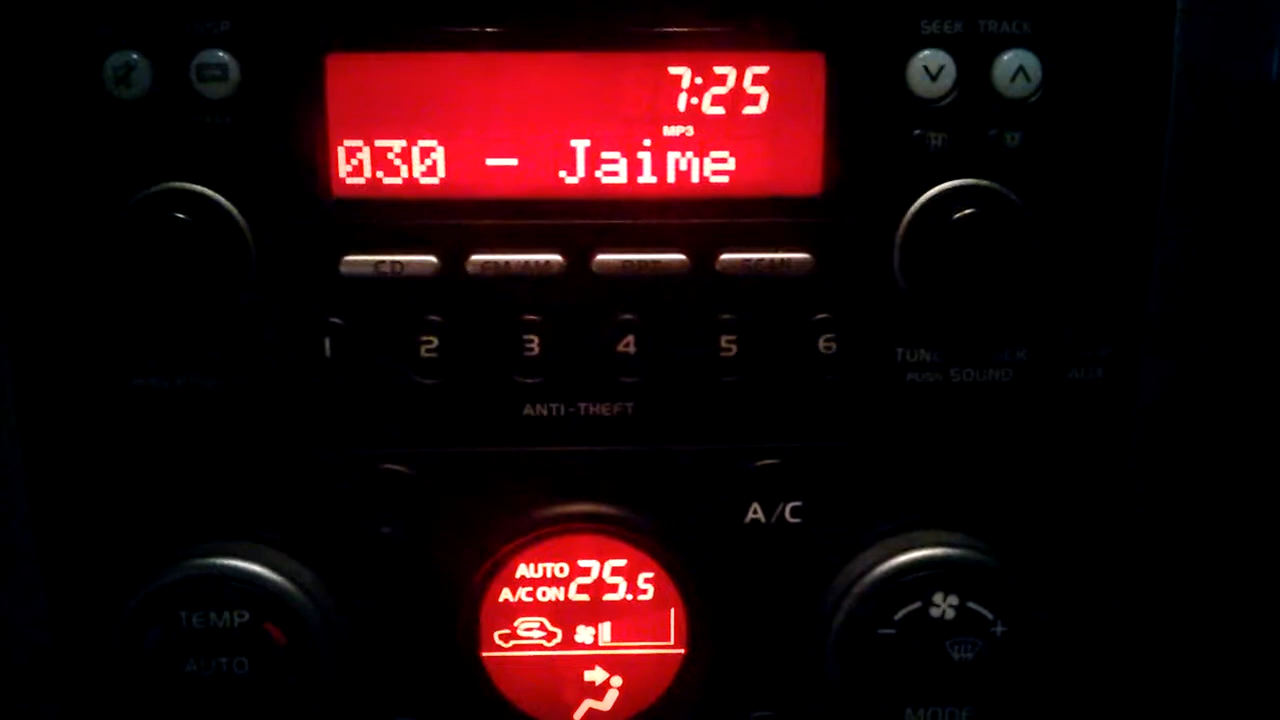 SEEK TRACK
7:25
MP3
030 - Jaime
CD
SCAN
1 2 3 4 5 6
PUSH SOUND
ANTI-THEFT
A/C
AUTO 25.5
A/C ON
TEMP
AUTO
- +
MODE